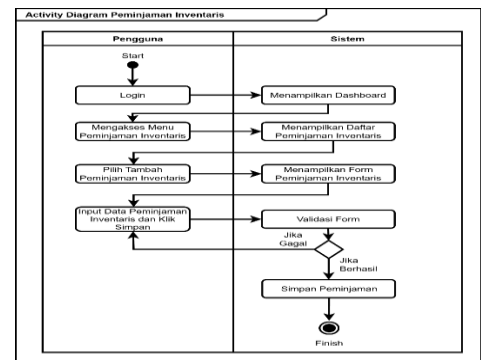 Activity Diagram Peminjaman Inventaris
Pengguna
Sistem
Start
Login
Menampilkan Dashboard
Mengakses Menu
Peminjaman Inventaris
Menampilkan Daftar
Peminjaman Inventaris
Pilih Tambah
Peminjaman Inventaris
Menampilkan Form
Peminjaman Inventaris
Input Data Peminjaman
Inventaris dan Klik
Simpan
Validasi Form
Jika
Gagal
Jika
Berhasil
Simpan Peminjaman
Finish